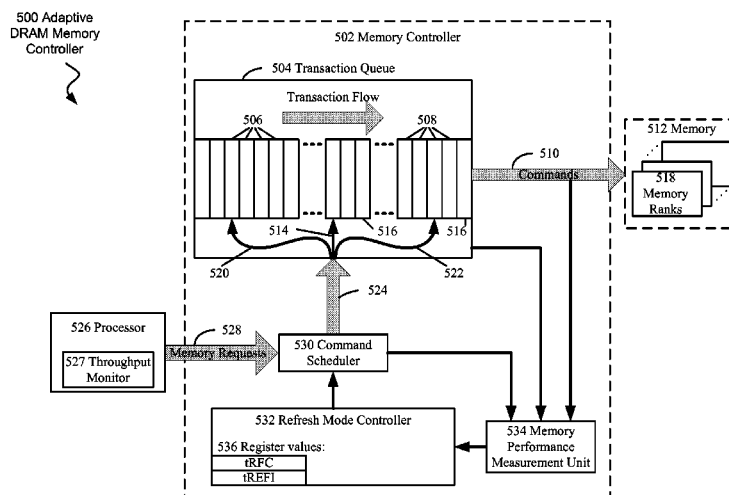 500 Adaptive
DRAM Memory
Controller
502 Memory Controller
504 Transaction Queue
Transaction Flow
506
508
510
Commands
512 Memory
518
Memory
Ranks
514
516
516
520
522
524
526 Processor
527 Throughput
Monitor
528
Memory Requests
530 Command
Scheduler
532 Refresh Mode Controller
536 Register values:
tRFC
tREFI
534 Memory
Performance
Measurement Unit